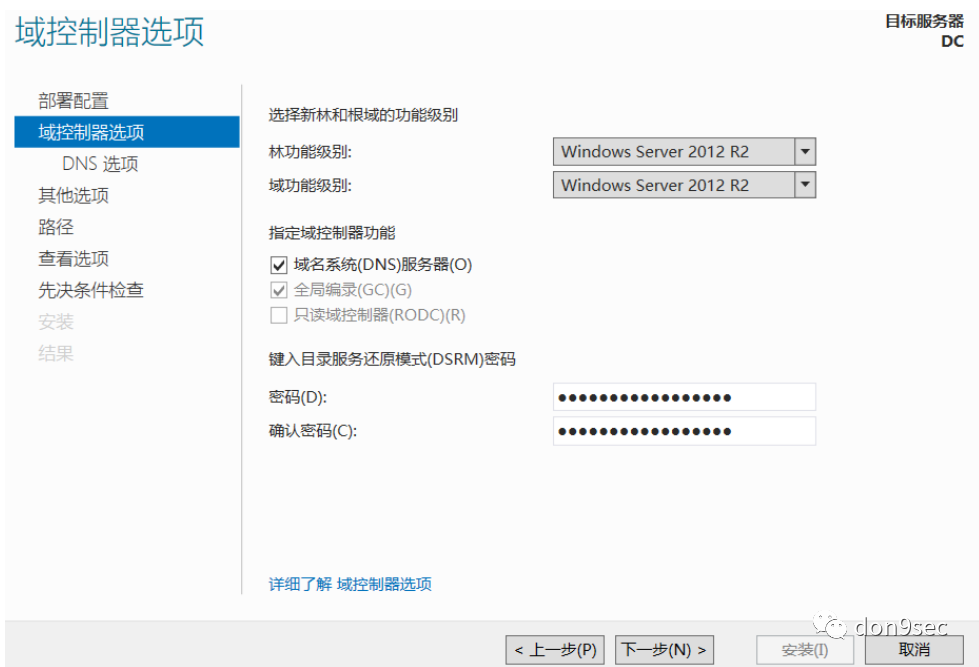 域控制器选项
目标服务器
DC
部署配置
域控制器选项
DNS 选项
其他选项
路径
查看选项
先决条件检查
安装
结果
选择新林和根域的功能级别
林功能级别: Windows Server 2012 R2
域功能级别: Windows Server 2012 R2
指定域控制器功能
域名系统(DNS)服务器(O)
全局编录(GC)(G)
只读域控制器(RODC)(R)
键入目录服务还原模式(DSRM)密码
密码(D): •••••••••••••••••
确认密码(C): •••••••••••••••••
详细了解 域控制器选项
< 上一步(P) 下一步(N) > 安装(I) 取消
don9sec